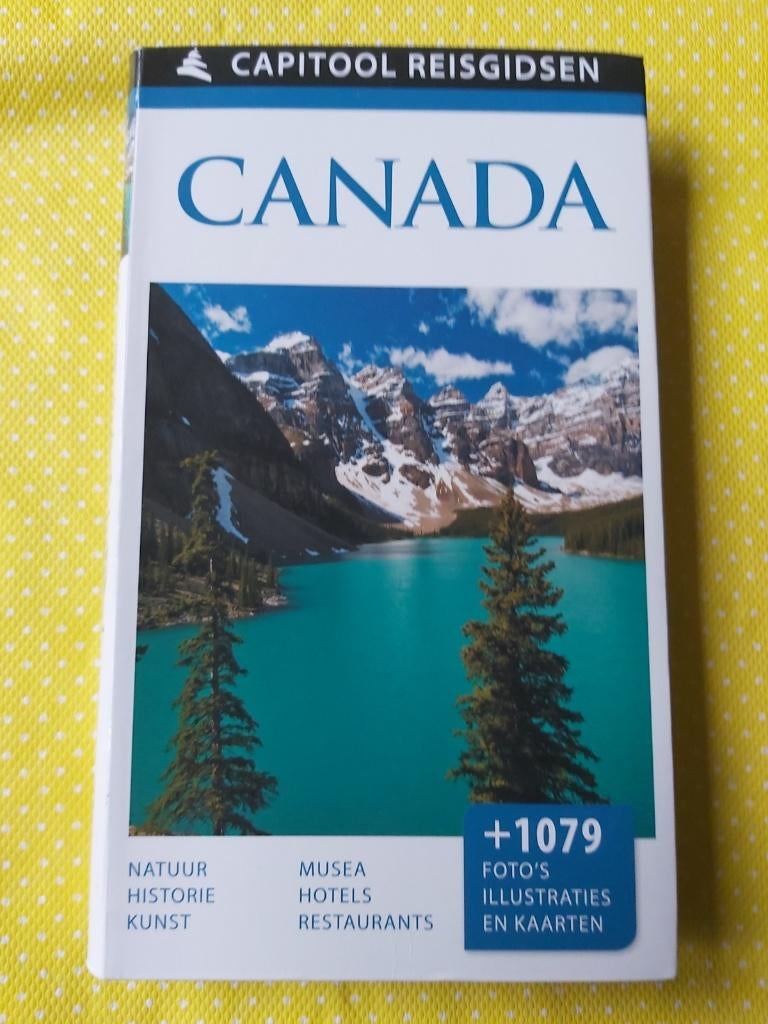 CAPITOOL REISGIDSEN
CANADA
NATUUR
HISTORIE
KUNST
MUSEA
HOTELS
RESTAURANTS
+1079
FOTO'S
ILLUSTRATIES
EN KAARTEN